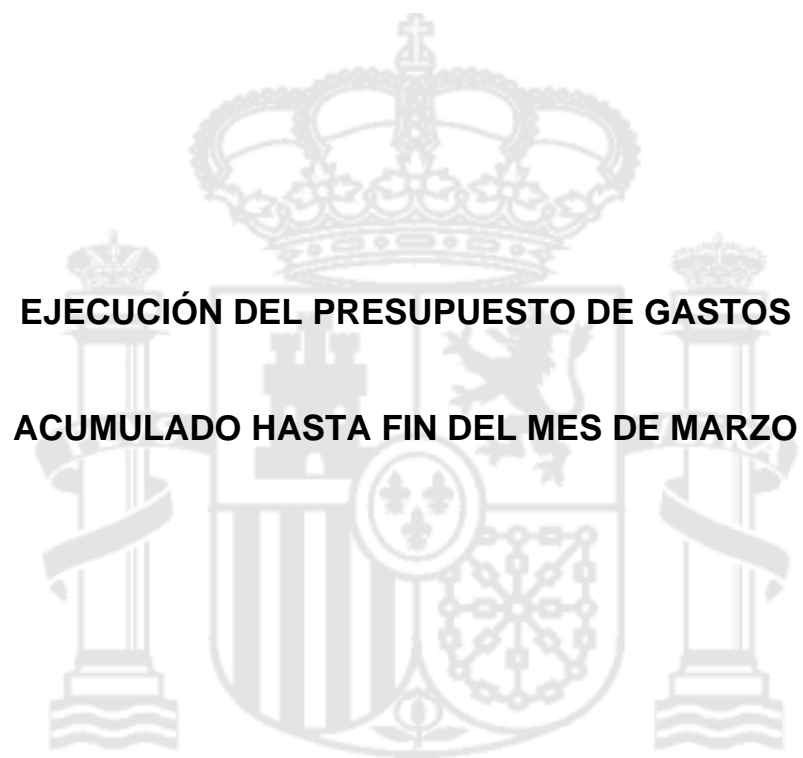 EJECUCIÓN DEL PRESUPUESTO DE GASTOS
ACUMULADO HASTA FIN DEL MES DE MARZO